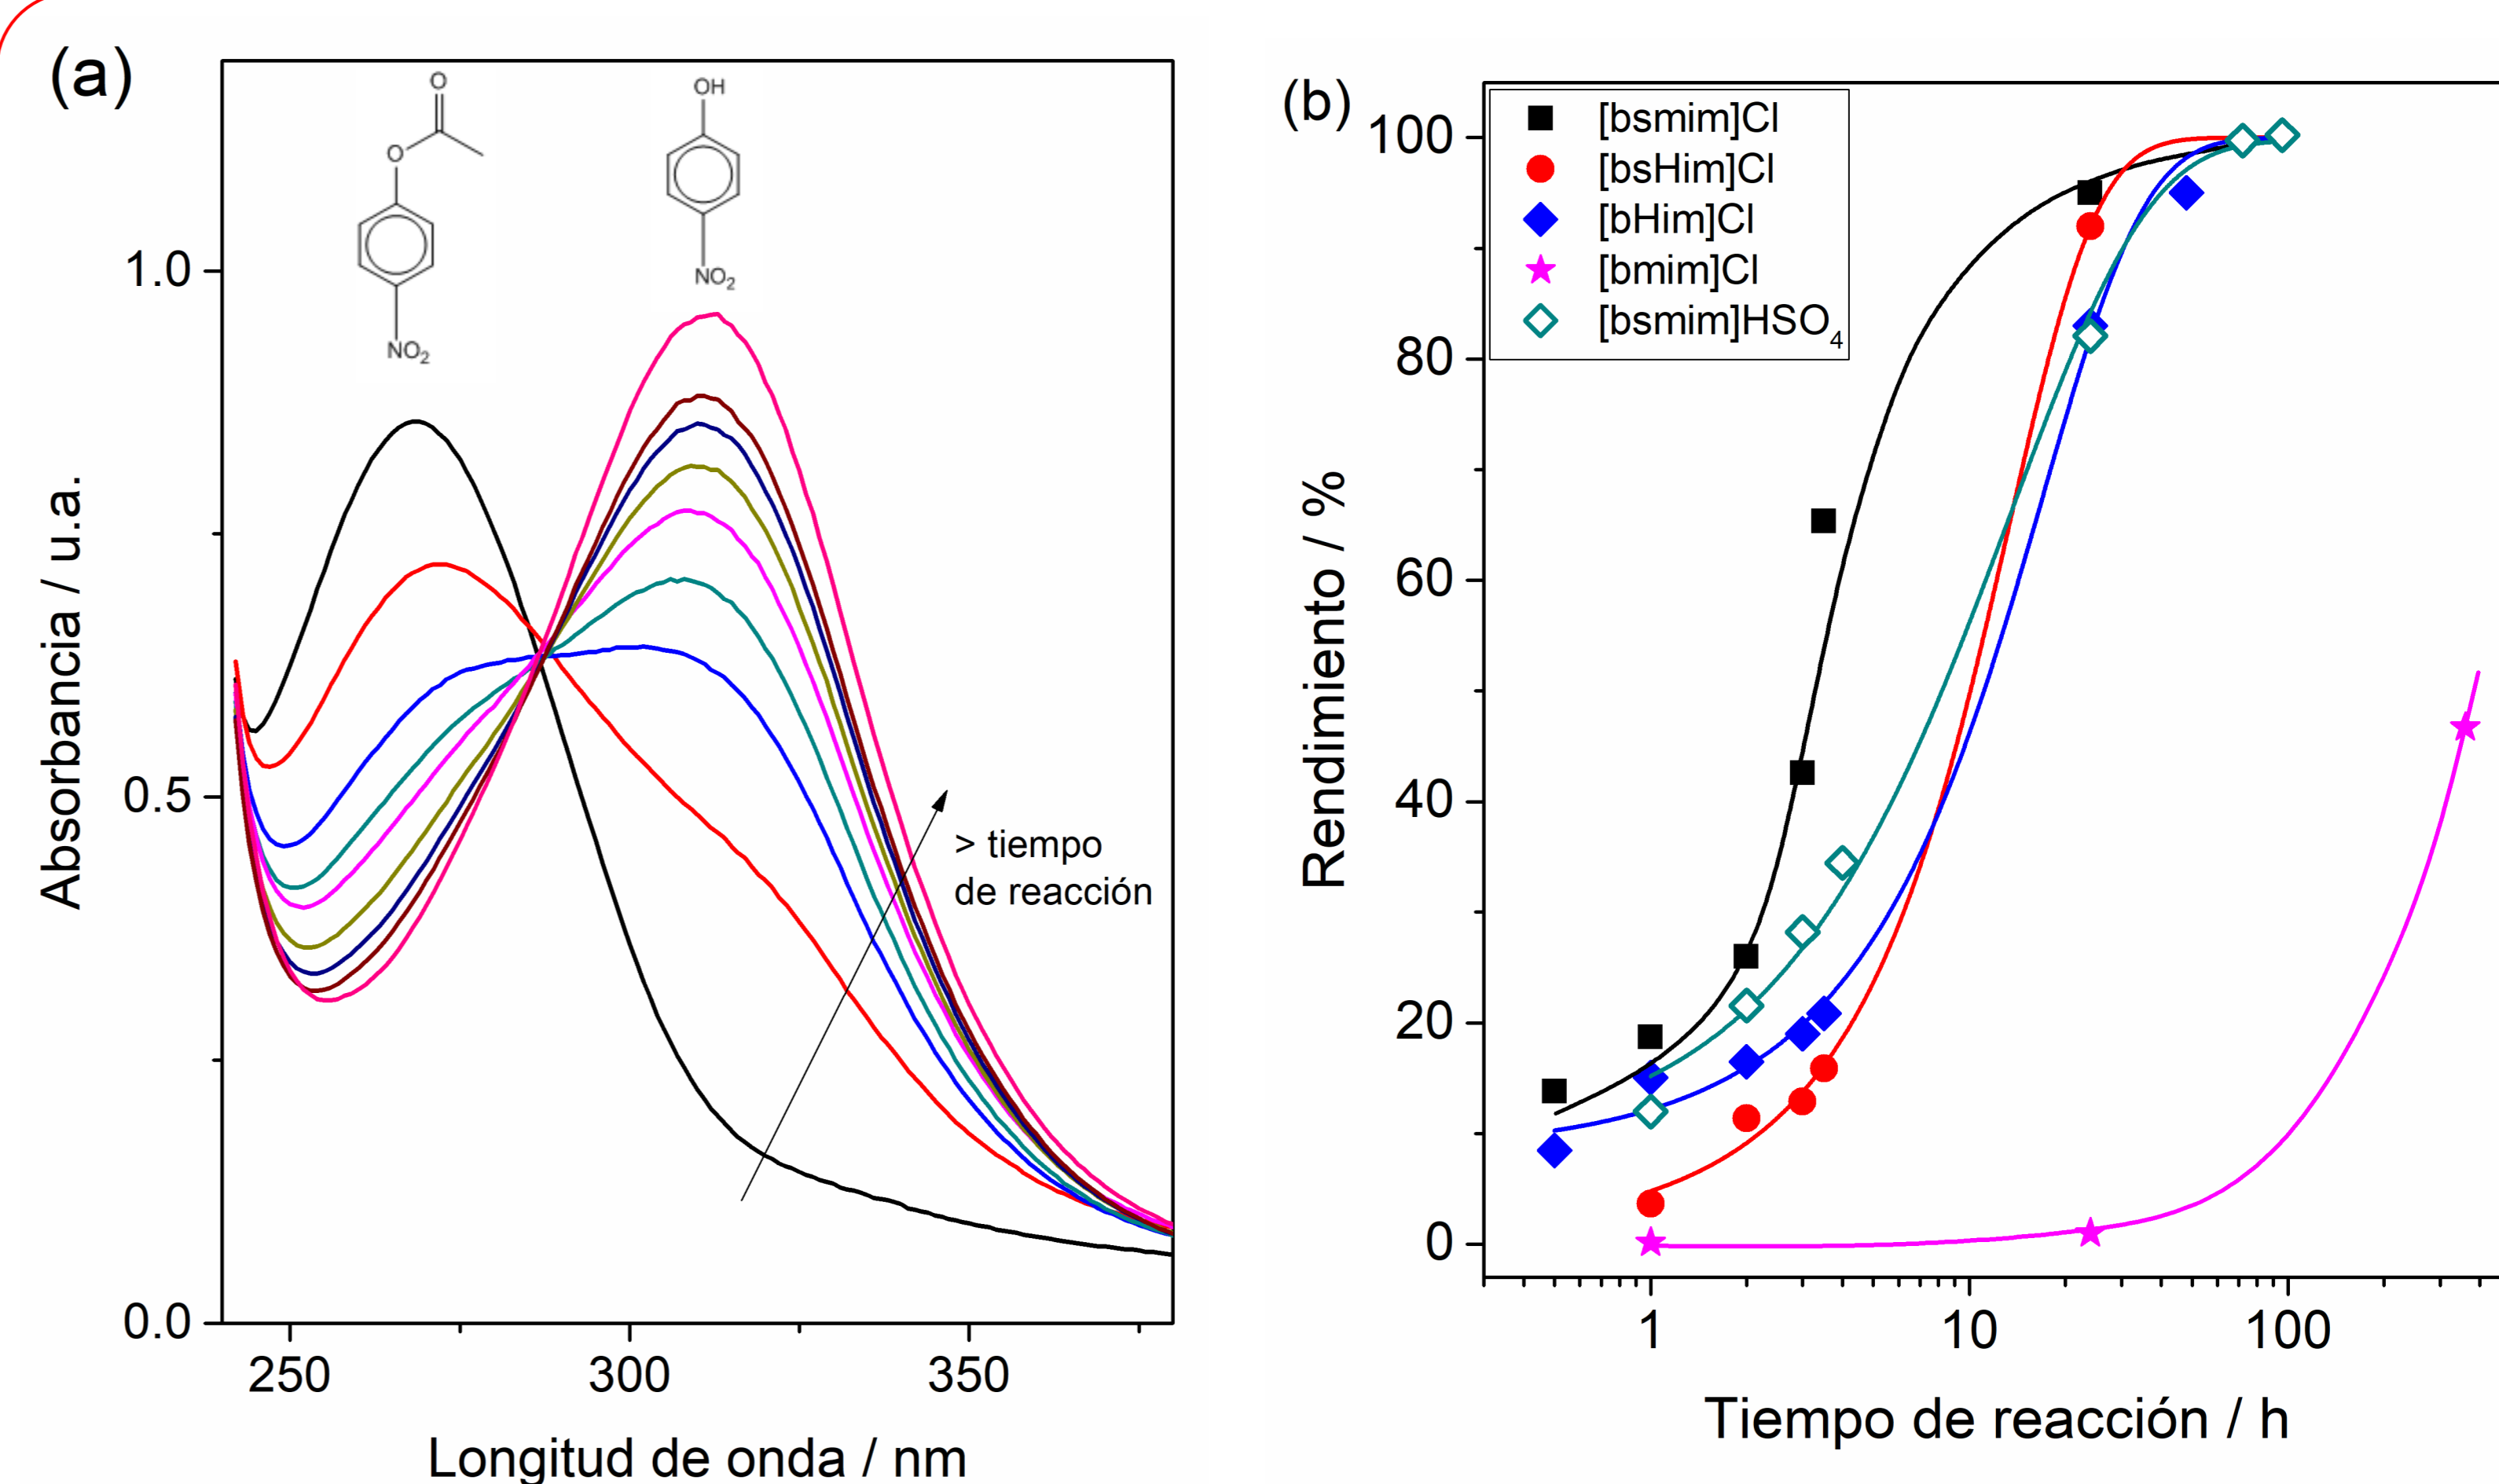 (a)
O
O
NO2
OH
NO2
1.0
0.5
0.0
Absorbancia / u.a.
> tiempo
de reacción
250 300 350
Longitud de onda / nm
(b)
[bsmim]Cl
[bsHim]Cl
[bHim]Cl
[bmim]Cl
[bsmim]HSO4
100
80
60
40
20
0
Rendimiento / %
1 10 100
Tiempo de reacción / h